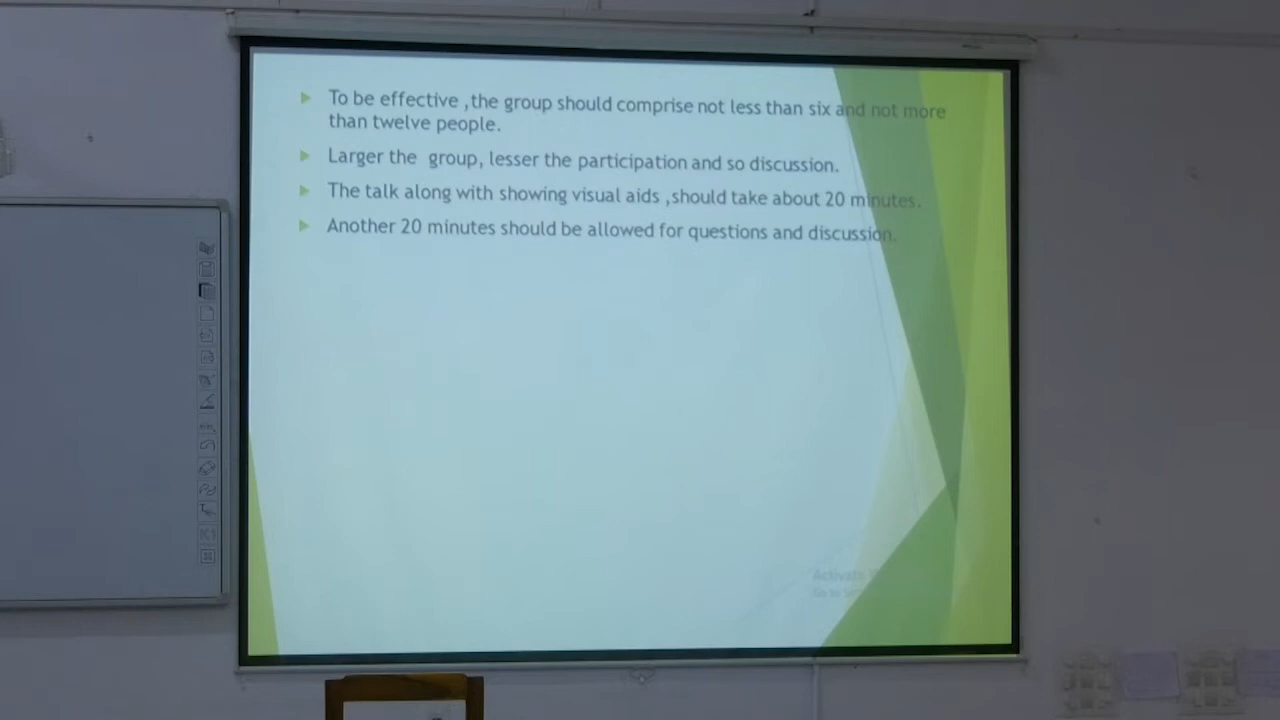 To be effective ,the group should comprise not less than six and not more
than twelve people.
Larger the group, lesser the participation and so discussion.
The talk along with showing visual aids ,should take about 20 minutes.
Another 20 minutes should be allowed for questions and discussion.
Activate
Go to